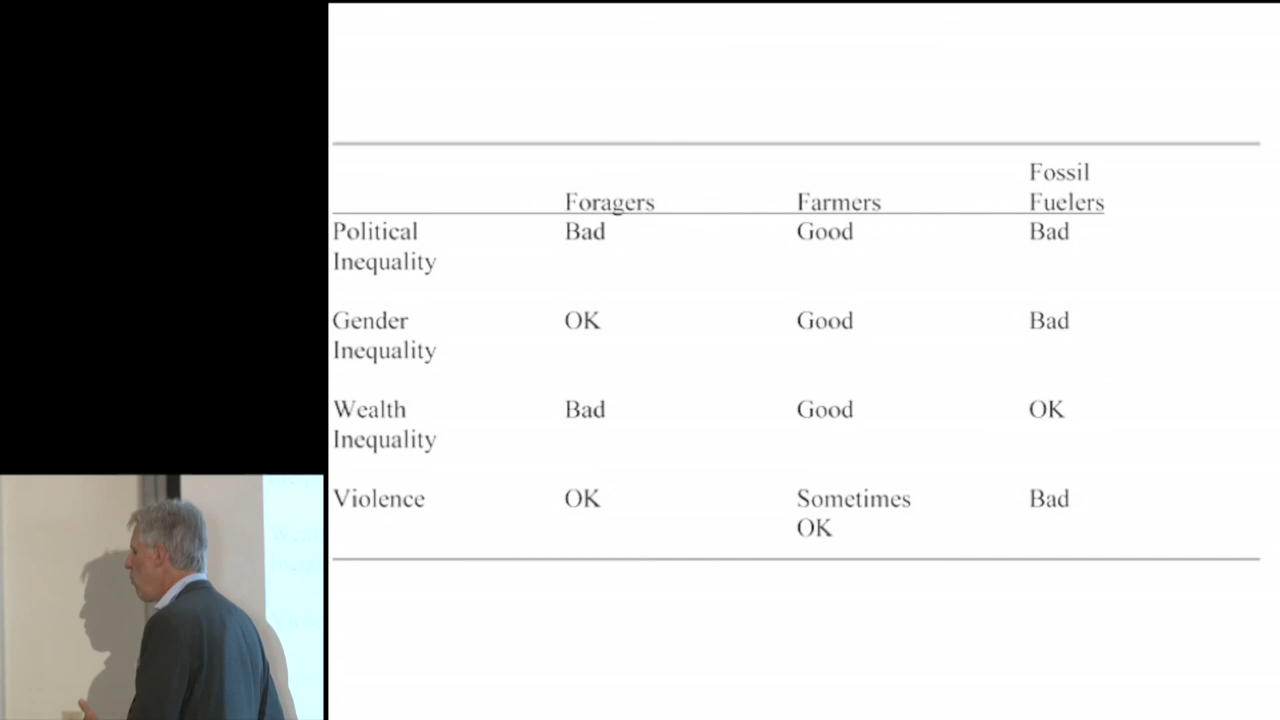 Fossil
Foragers Farmers Fuelers
Political Bad Good Bad
Inequality
Gender OK Good Bad
Inequality
Wealth Bad Good OK
Inequality
Violence OK Sometimes Bad
OK